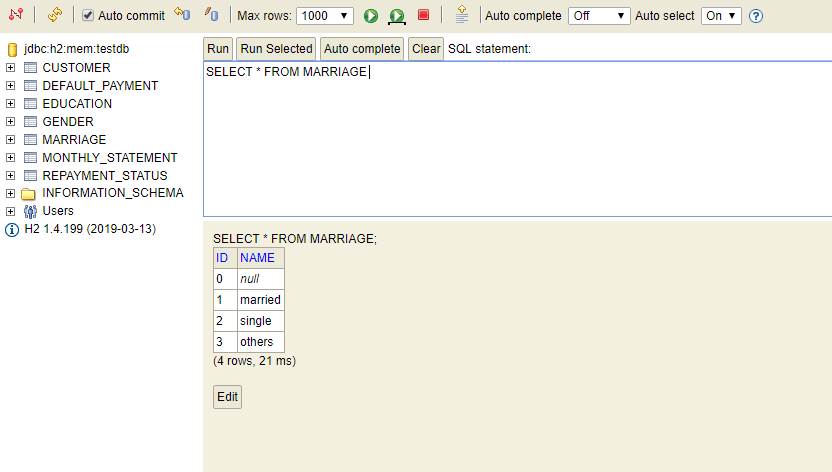 Auto commit Max rows: 1000 Auto complete Off Auto select On
jdbc:h2:mem:testdb
CUSTOMER
DEFAULT_PAYMENT
EDUCATION
GENDER
MARRIAGE
MONTHLY_STATEMENT
REPAYMENT_STATUS
INFORMATION_SCHEMA
Users
H2 1.4.199 (2019-03-13)
Run Run Selected Auto complete Clear SQL statement:
SELECT * FROM MARRIAGE
SELECT * FROM MARRIAGE;
ID NAME
0 null
1 married
2 single
3 others
(4 rows, 21 ms)
Edit